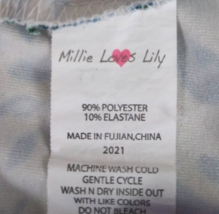 Millie Loves Lily
90% POLYESTER
10% ELASTANE
MADE IN FUJIAN,CHINA
2021
MACHINE WASH COLD
GENTLE CYCLE
WASH N DRY INSIDE OUT
WITH LIKE COLORS
DO NOT BLEACH